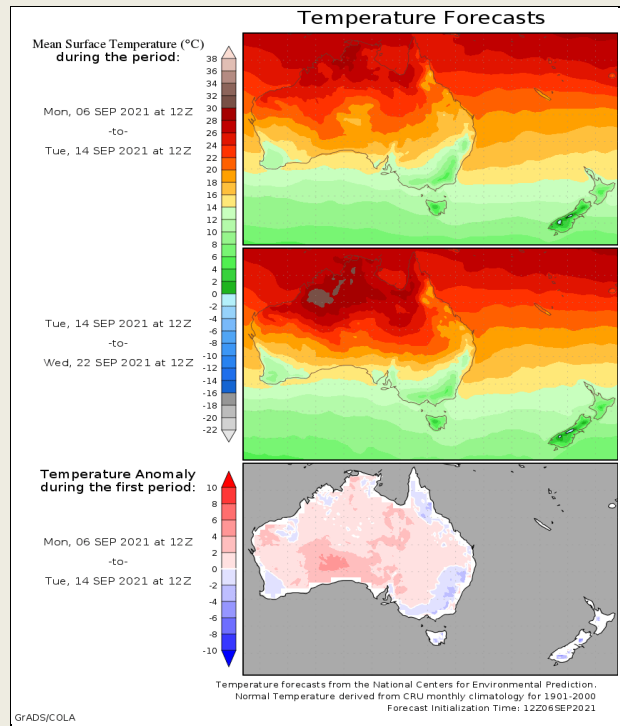 Temperature Forecasts
Mean Surface Temperature (°C)
during the period:
38
36
34
32
30
28
26
24
22
20
18
16
14
12
10
8
6
4
2
0
-2
-4
-6
-8
-10
-12
-14
-16
-18
-20
-22
Mon, 06 SEP 2021 at 12Z
-to-
Tue, 14 SEP 2021 at 12Z
Tue, 14 SEP 2021 at 12Z
-to-
Wed, 22 SEP 2021 at 12Z
Temperature Anomaly
during the first period:
10
8
6
4
2
0
-2
-4
-6
-8
-10
Mon, 06 SEP 2021 at 12Z
-to-
Tue, 14 SEP 2021 at 12Z
Temperature forecasts from the National Centers for Environmental Prediction.
Normal Temperature derived from CRU monthly climatology for 1901-2000
Forecast Initialization Time: 12Z06SEP2021
GrADS/COLA